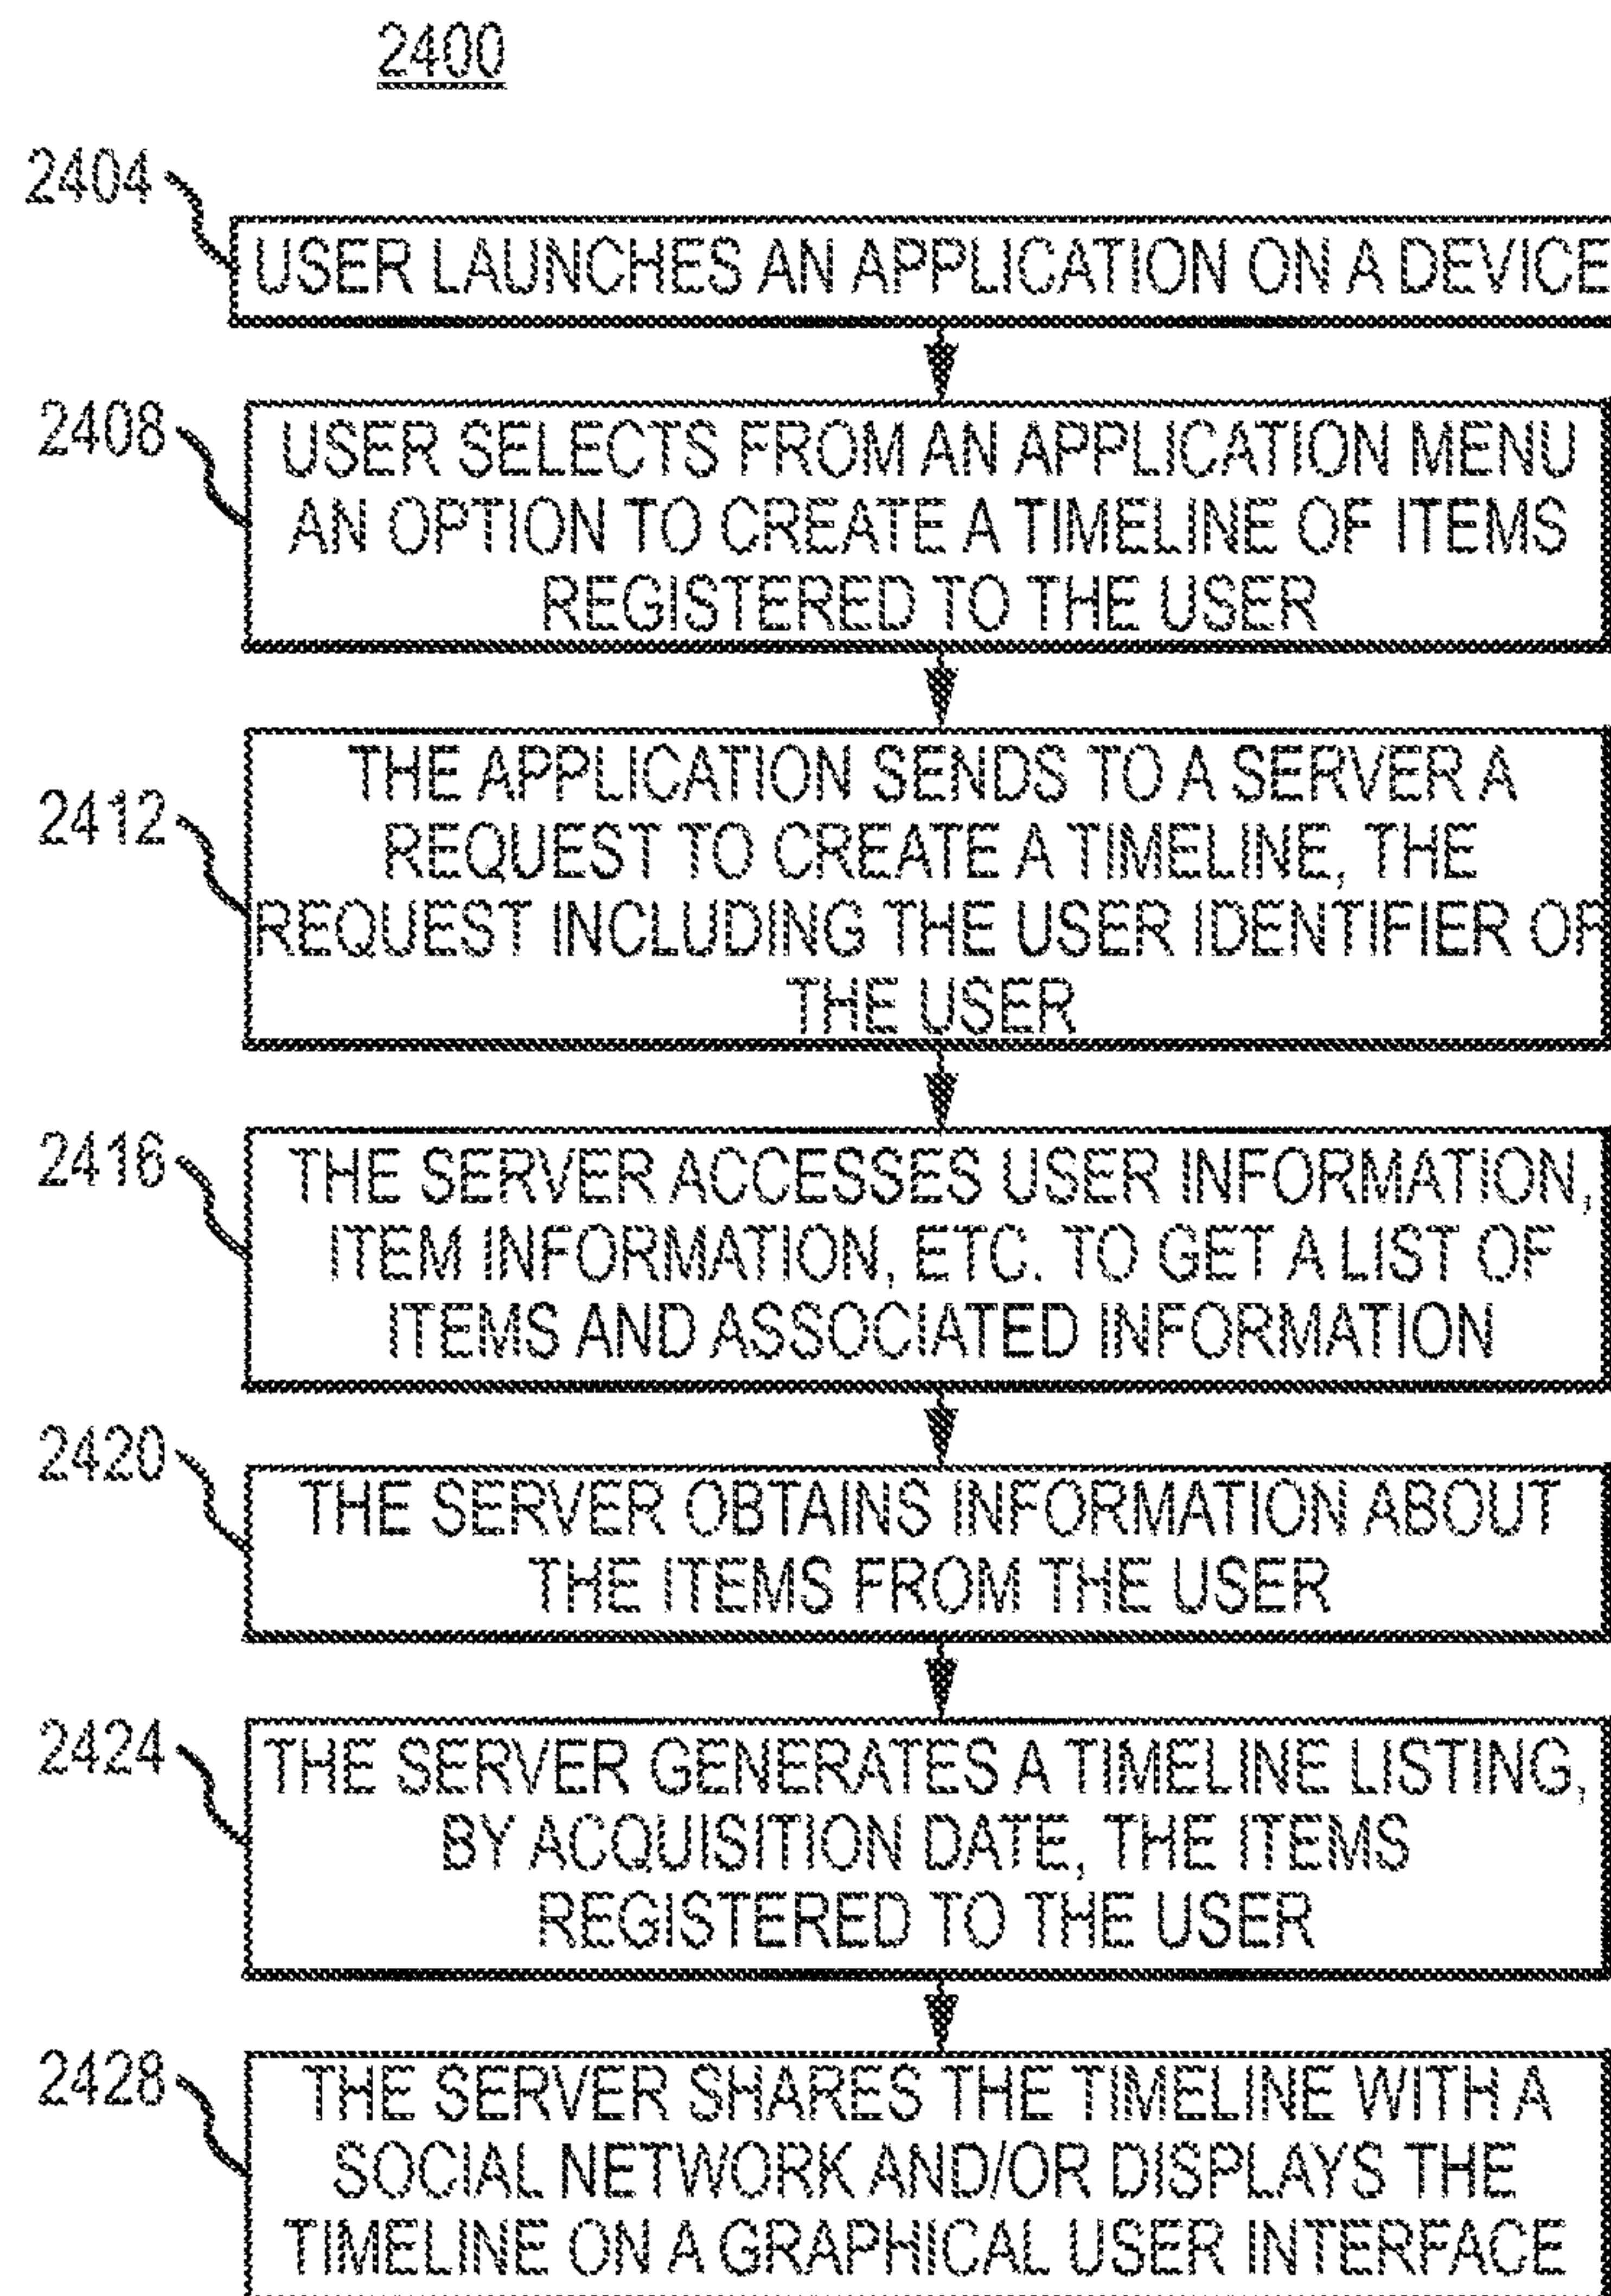 2400
2404
USER LAUNCHES AN APPLICATION ON A DEVICE
2408
USER SELECTS FROM AN APPLICATION MENU
AN OPTION TO CREATE A TIMELINE OF ITEMS
REGISTERED TO THE USER
2412
THE APPLICATION SENDS TO A SERVER A
REQUEST TO CREATE A TIMELINE, THE
REQUEST INCLUDING THE USER IDENTIFIER OF
THE USER
2416
THE SERVER ACCESSES USER INFORMATION,
ITEM INFORMATION, ETC. TO GET A LIST OF
ITEMS AND ASSOCIATED INFORMATION
2420
THE SERVER OBTAINS INFORMATION ABOUT
THE ITEMS FROM THE USER
2424
THE SERVER GENERATES A TIMELINE LISTING,
BY ACQUISITION DATE, THE ITEMS
REGISTERED TO THE USER
2428
THE SERVER SHARES THE TIMELINE WITH A
SOCIAL NETWORK AND/OR DISPLAYS THE
TIMELINE ON A GRAPHICAL USER INTERFACE